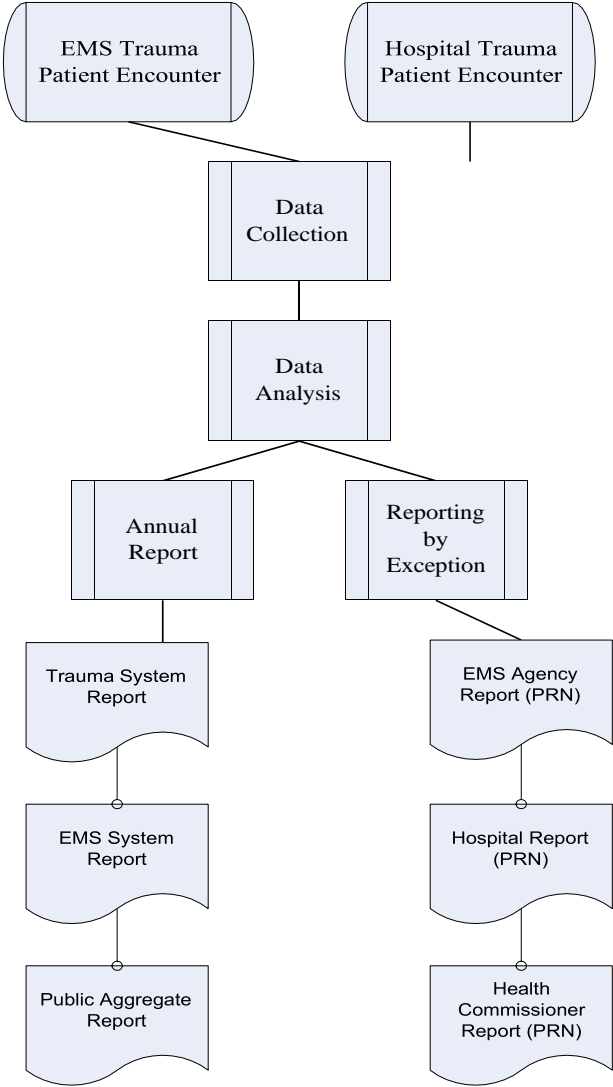 EMS Trauma
Patient Encounter
Hospital Trauma
Patient Encounter
Data
Collection
Data
Analysis
Annual
Report
Reporting
by
Exception
Trauma System
Report
EMS Agency
Report (PRN)
EMS System
Report
Hospital Report
(PRN)
Public Aggregate
Report
Health
Commissioner
Report (PRN)